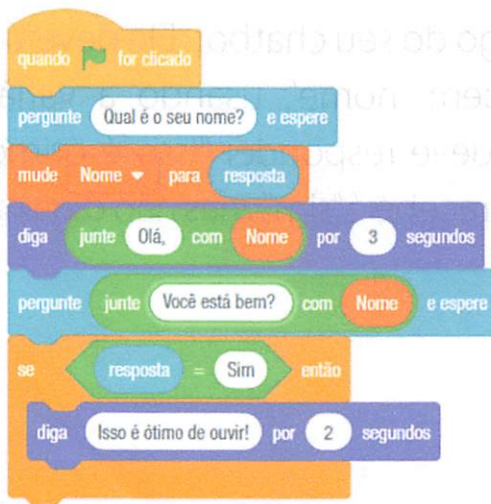 quando for clicado
pergunte Qual é o seu nome? e espere
mude Nome para resposta
diga junte Olá, com Nome por 3 segundos
pergunte junte Você está bem? com Nome e espere
se resposta = Sim então
diga Isso é ótimo de ouvir! por 2 segundos